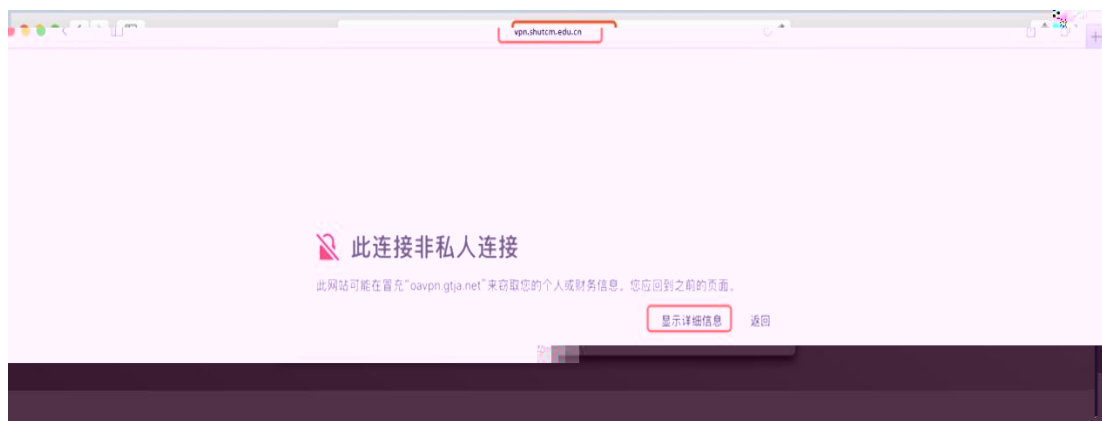 vpn.shutcm.edu.cn
此连接非私人连接
此网站可能在冒充“oavpn.gtja.net”来窃取您的个人或财务信息。您应回到之前的页面。
显示详细信息 返回